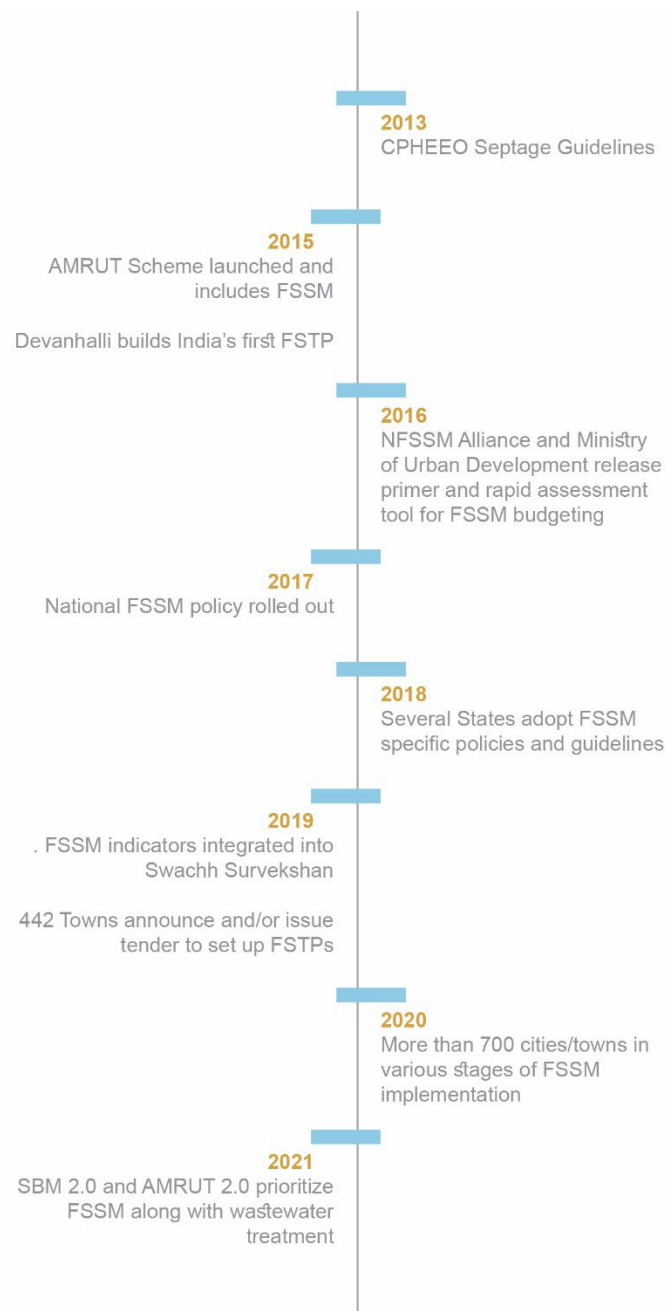 2013
CPHEEO Septage Guidelines
2015
AMRUT Scheme launched and
includes FSSM
Devanhalli builds India's first FSTP
2016
NFSSM Alliance and Ministry
of Urban Development release
primer and rapid assessment
tool for FSSM budgeting
2017
National FSSM policy rolled out
2018
Several States adopt FSSM
specific policies and guidelines
2019
. FSSM indicators integrated into
Swachh Survekshan
442 Towns announce and/or issue
tender to set up FSTPs
2020
More than 700 cities/towns in
various stages of FSSM
implementation
2021
SBM 2.0 and AMRUT 2.0 prioritize
FSSM along with wastewater
treatment